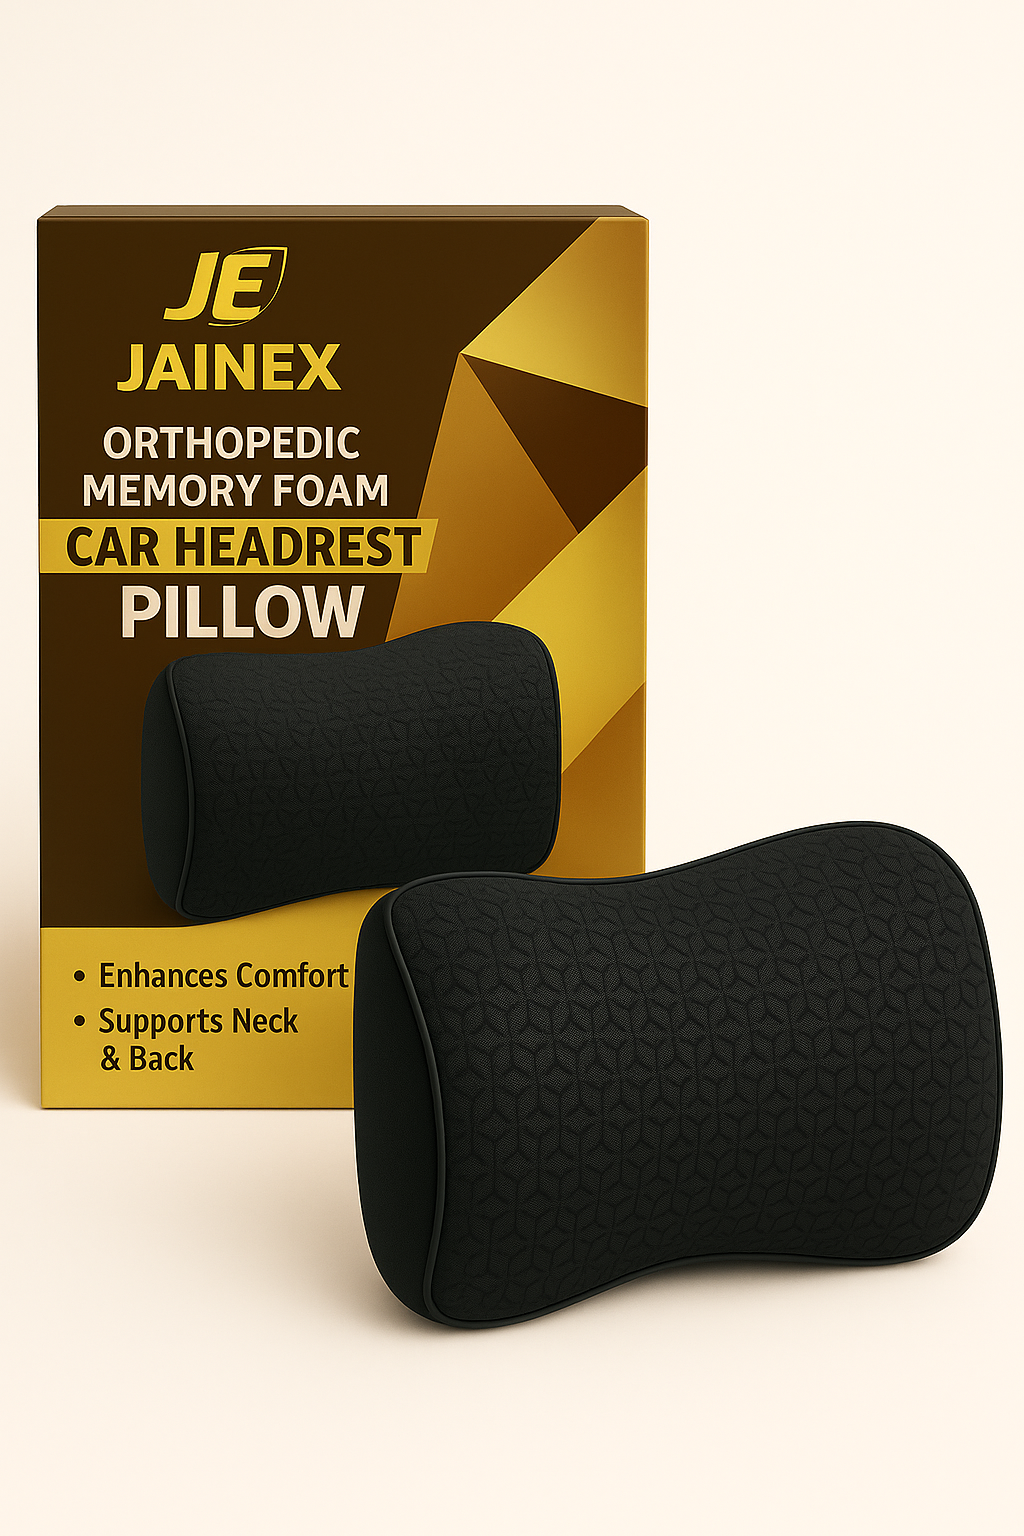 JE
JAINEX
ORTHOPEDIC
MEMORY FOAM
CAR HEADREST
PILLOW
• Enhances Comfort
• Supports Neck
& Back